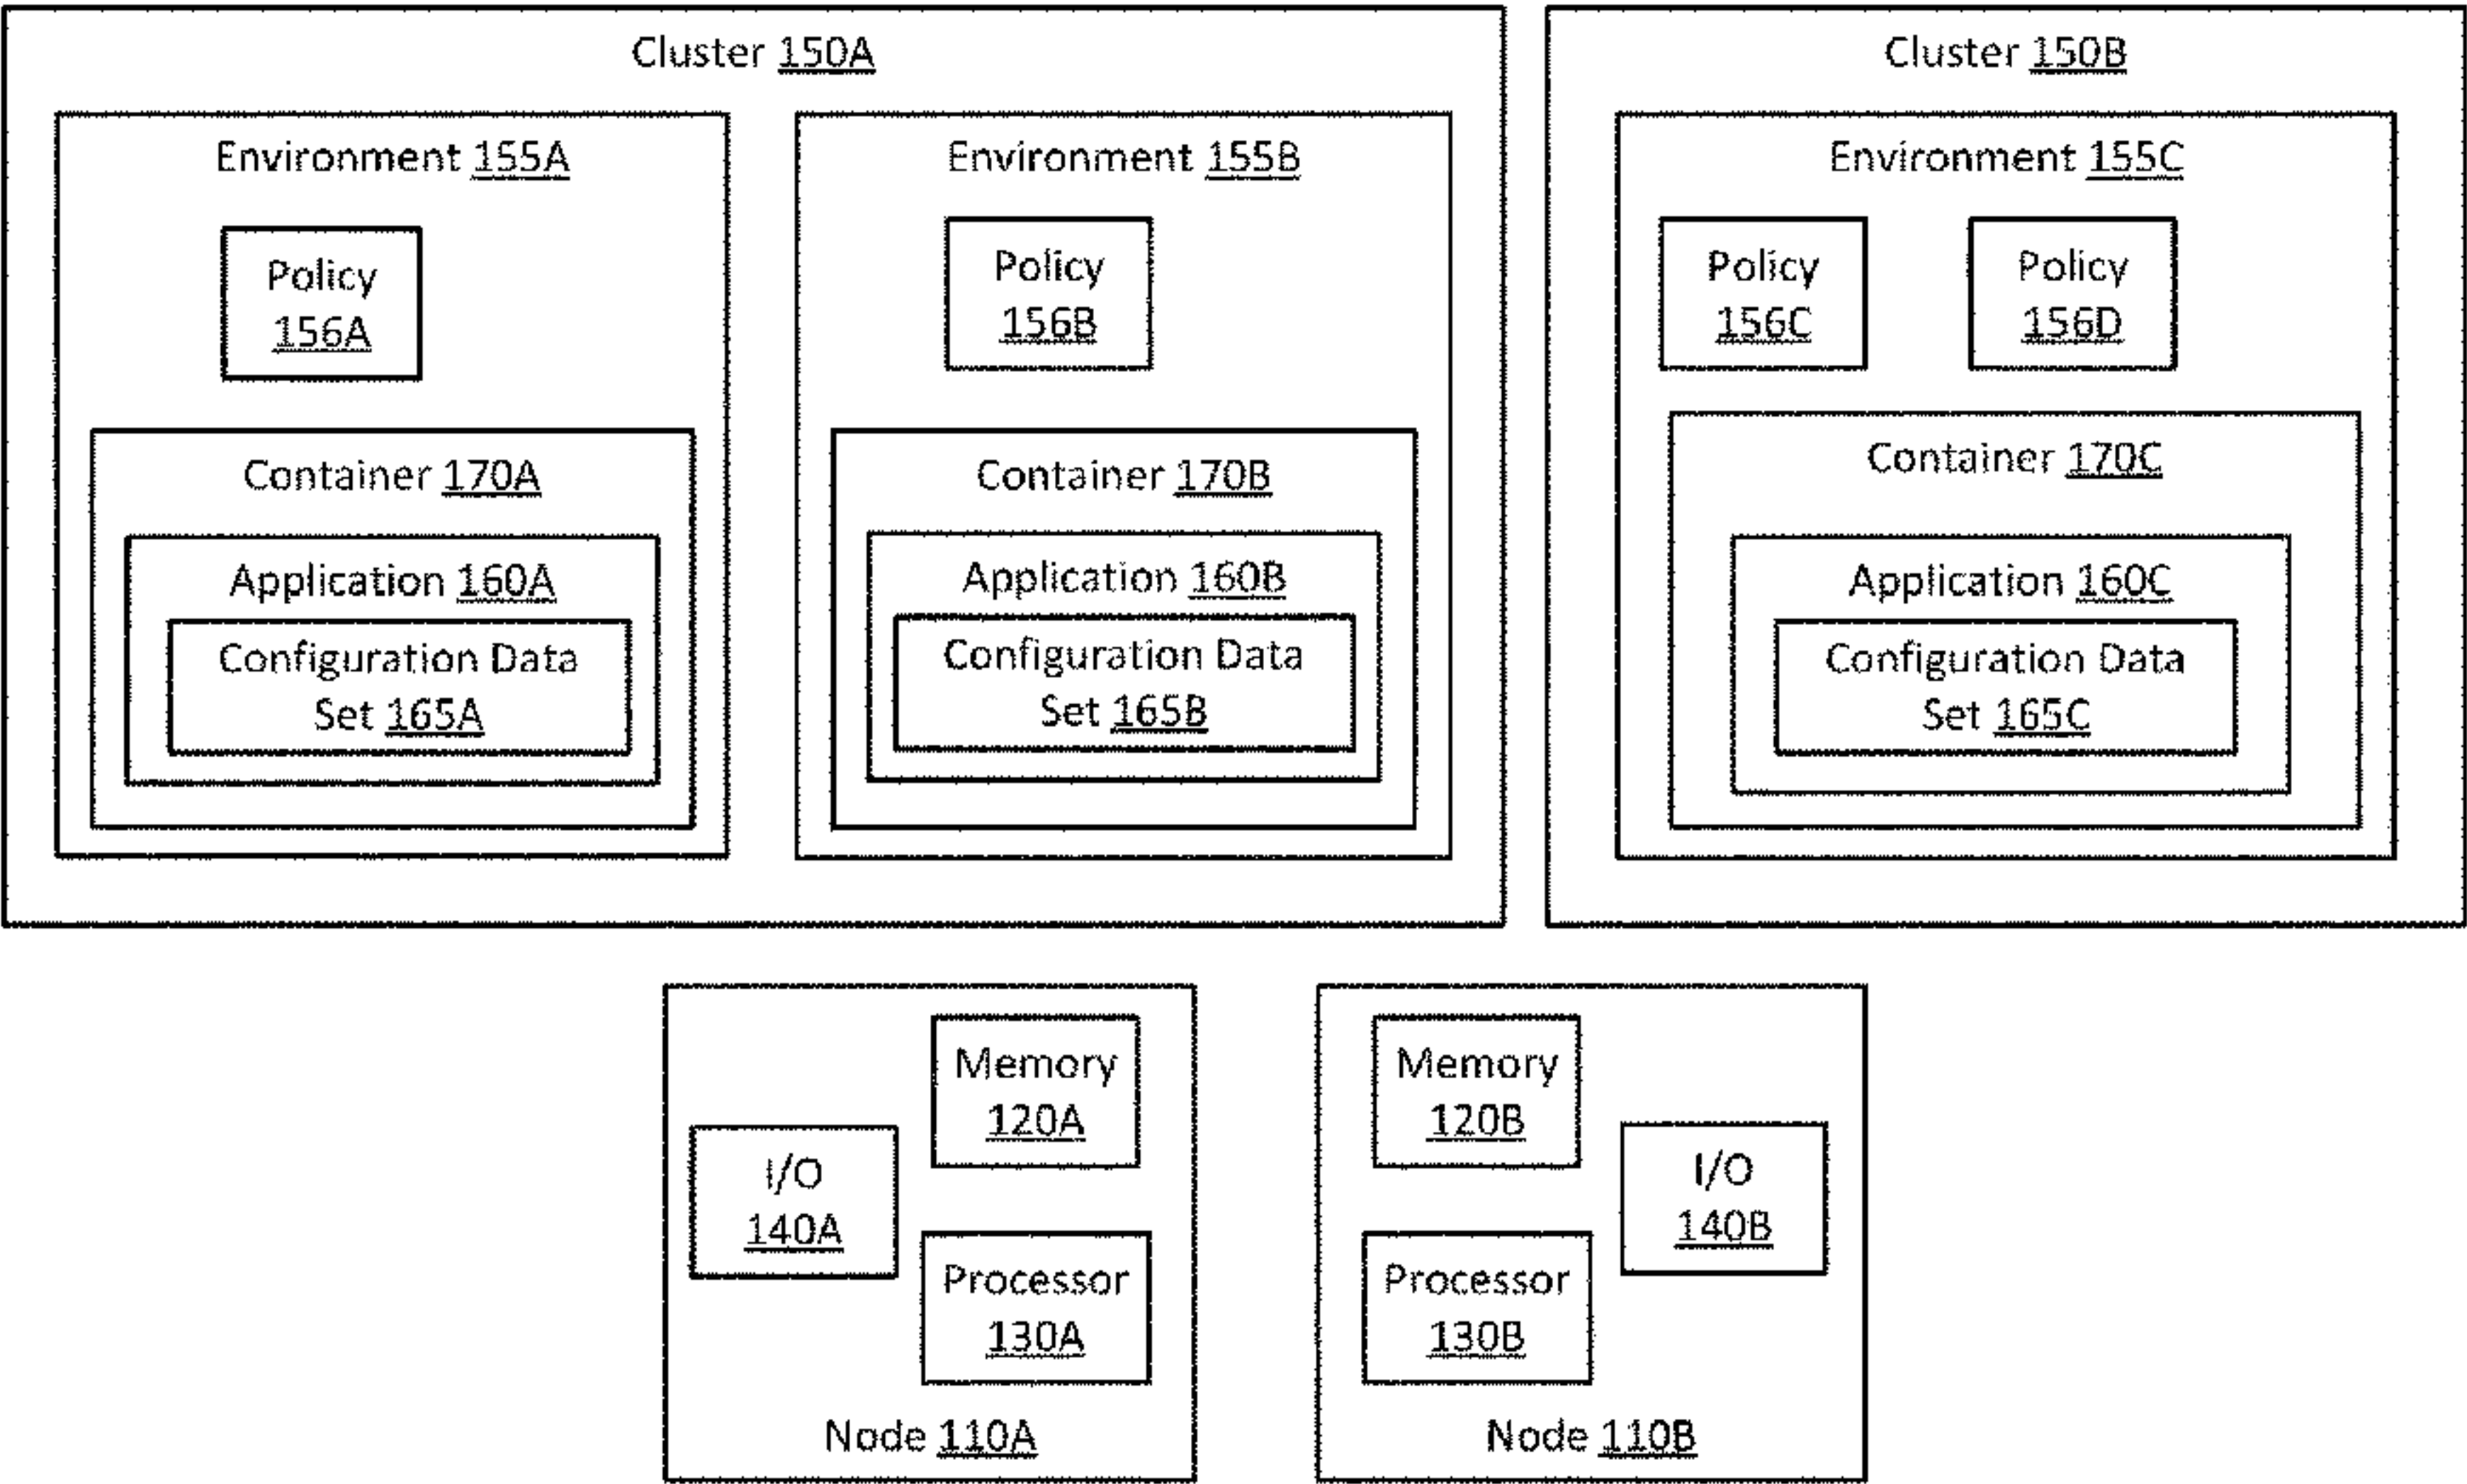 Cluster 150A
Environment 155A
Policy
156A
Container 170A
Application 160A
Configuration Data
Set 165A
Environment 155B
Policy
156B
Container 170B
Application 160B
Configuration Data
Set 165B
Cluster 150B
Environment 155C
Policy
156C
Policy
156D
Container 170C
Application 160C
Configuration Data
Set 165C
Memory
120A
I/O
140A
Processor
130A
Node 110A
Memory
120B
I/O
140B
Processor
130B
Node 110B